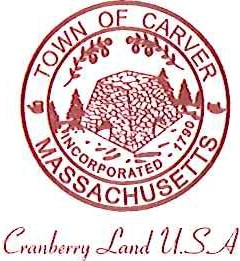 TOWN OF CARVER
INCORPORATED - 1790
MASSACHUSETTS
Cranberry Land U.S.A